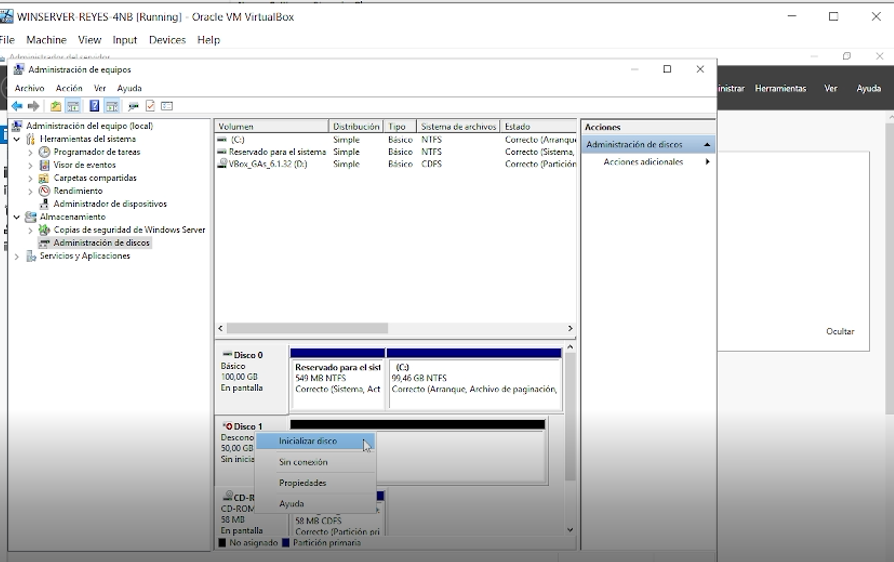 WINSERVER-REYES-4NB [Running] - Oracle VM VirtualBox
File Machine View Input Devices Help
Administrador del servidor
Administración de equipos
Archivo Acción Ver Ayuda
Herramientas Ver Ayuda
Administración del equipo (local)
Herramientas del sistema
Programador de tareas
Visor de eventos
Carpetas compartidas
Rendimiento
Administrador de dispositivos
Almacenamiento
Copias de seguridad de Windows Server
Administración de discos
Servicios y Aplicaciones
Volumen Distribución Tipo Sistema de archivos Estado
(C:) Simple Básico NTFS Correcto (Arranque
Reservado para el sistema Simple Básico NTFS Correcto (Sistema,
VBox_GAs_6.1.32 (D:) Simple Básico CDFS Correcto (Partición
Acciones
Administración de discos
Acciones adicionales
Ocultar
Disco 0
Básico
100,00 GB
En pantalla
Reservado para el sist
549 MB NTFS
Correcto (Sistema, Act
(C:)
99,46 GB NTFS
Correcto (Arranque, Archivo de paginación,
Disco 1
Descono
50,00 GB
Sin inicia
Inicializar disco
Sin conexión
Propiedades
Ayuda
CD-R
CD-ROM
58 MB
En pantalla
58 MB CDFS
Correcto (Partición pri
No asignado Partición primaria